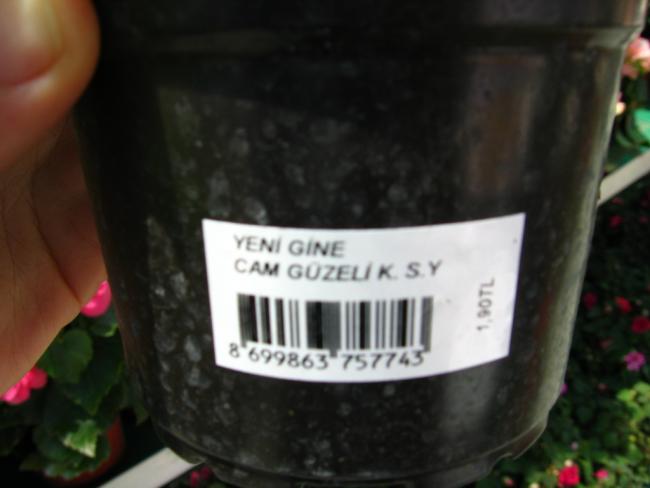 YENİ GİNE
CAM GÜZELİ K. S.Y
1,90TL
8 699863 757743